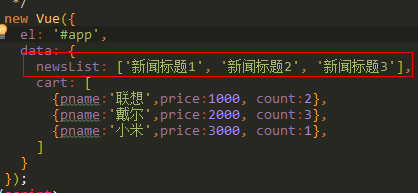 */
new Vue({
el: '#app',
data: {
newsList: ['新闻标题1', '新闻标题2', '新闻标题3'],
cart: [
{pname:'联想',price:1000, count:2},
{pname:'戴尔',price:2000, count:3},
{pname:'小米',price:3000, count:1},
]
}
});